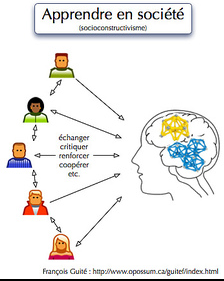 Apprendre en société
(socioconstructivisme)
échanger
critiquer
renforcer
coopérer
etc.
François Guité : http://www.opossum.ca/guitef/index.html